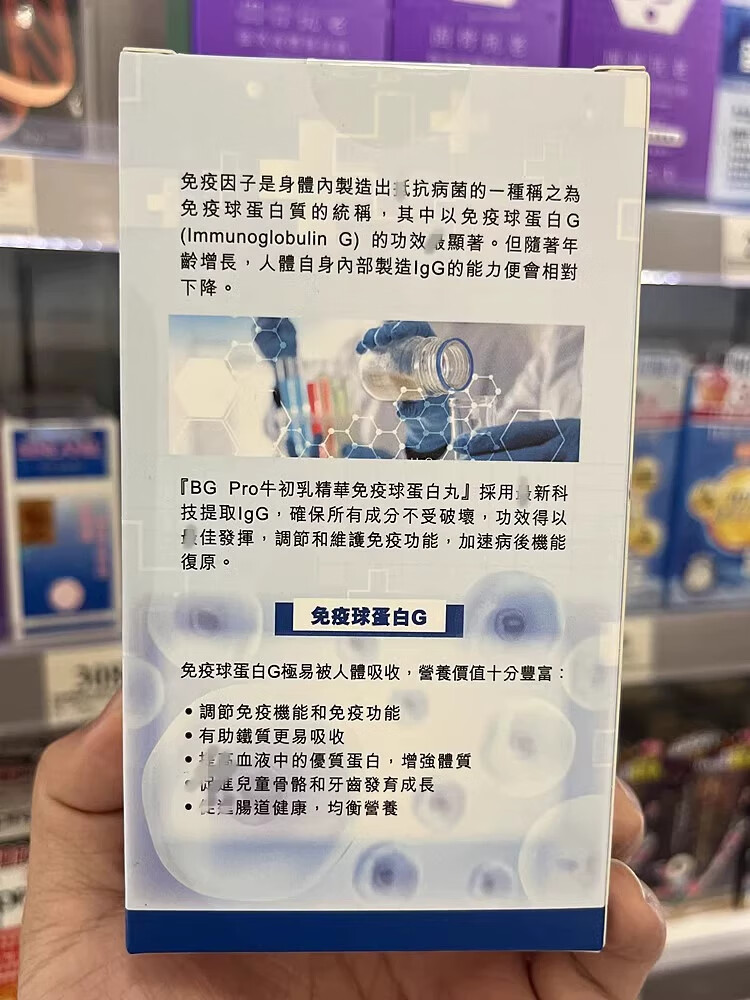 免疫因子是身體內製造出抗病菌的一種稱之為
免疫球蛋白質的統稱，其中以免疫球蛋白G
(Immunoglobulin G) 的功效顯著。但隨著年
齡增長，人體自身內部製造IgG的能力便會相對
下降。
『BG Pro牛初乳精華免疫球蛋白丸』採用新科
技提取IgG，確保所有成分不受破壞，功效得以
佳發揮，調節和維護免疫功能，加速病後機能
復原。
免疫球蛋白G
免疫球蛋白G極易被人體吸收，營養價值十分豐富：
• 調節免疫機能和免疫功能
• 有助鐵質更易吸收
• 高血液中的優質蛋白，增強體質
• 促進兒童骨骼和牙齒發育成長
• 腸道健康，均衡營養